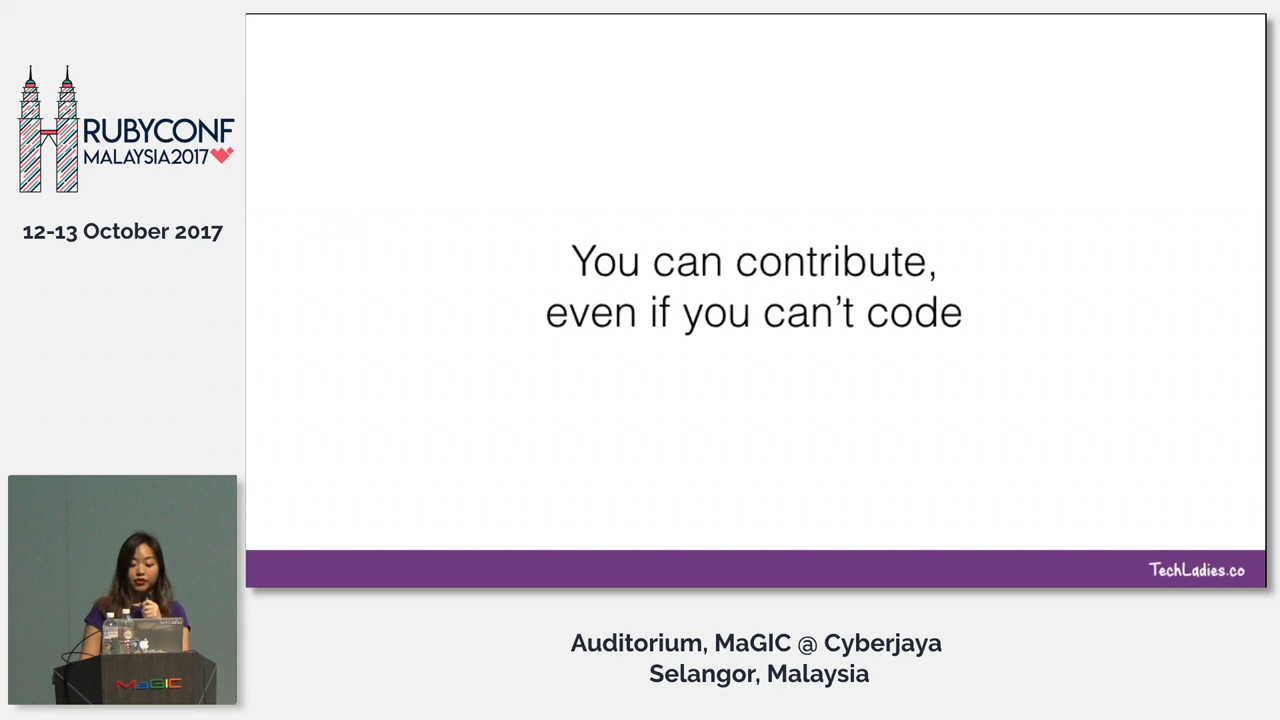 RUBYCONF
MALAYSIA2017
12-13 October 2017
You can contribute,
even if you can't code
TechLadies.co
MaGIC
Auditorium, MaGIC @ Cyberjaya
Selangor, Malaysia